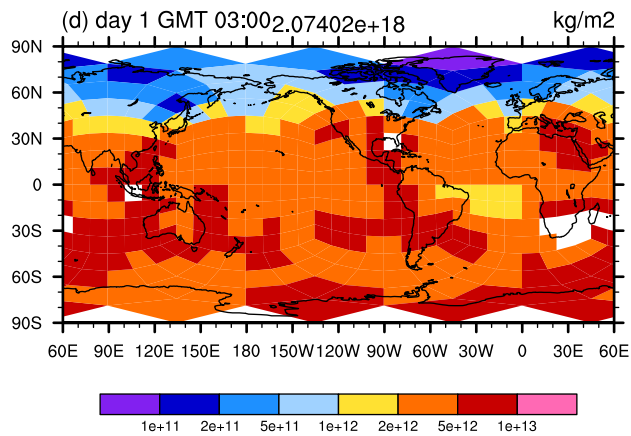 (d) day 1 GMT 03:00 2.07402e+18 kg/m2
90N
60N
30N
0
30S
60S
90S
60E 90E 120E 150E 180 150W 120W 90W 60W 30W 0 30E 60E
1e+11 2e+11 5e+11 1e+12 2e+12 5e+12 1e+13